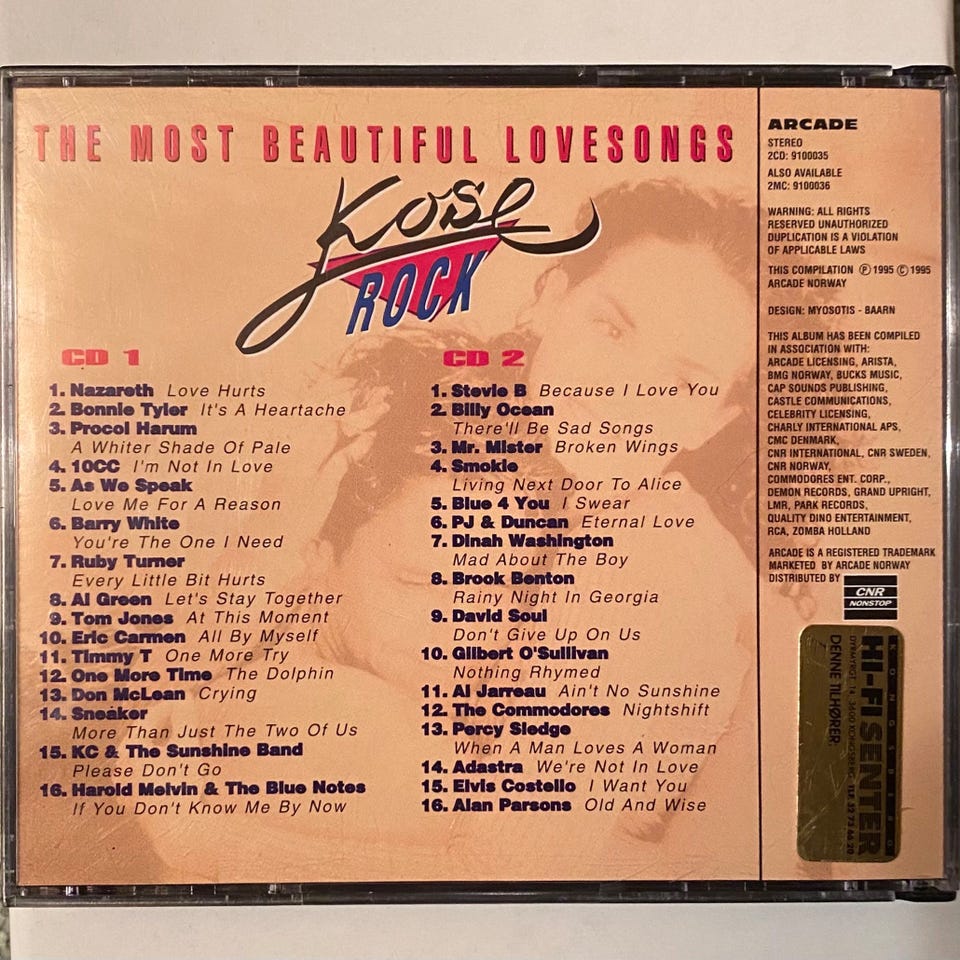 THE MOST BEAUTIFUL LOVESONGS
Kose
ROCK
CD 1
1. Nazareth Love Hurts
2. Bonnie Tyler It's A Heartache
3. Procol Harum
A Whiter Shade Of Pale
4. 10CC I'm Not In Love
5. As We Speak
Love Me For A Reason
6. Barry White
You're The One I Need
7. Ruby Turner
Every Little Bit Hurts
8. Al Green Let's Stay Together
9. Tom Jones At This Moment
10. Eric Carmen All By Myself
11. Timmy T One More Try
12. One More Time The Dolphin
13. Don McLean Crying
14. Sneaker
More Than Just The Two Of Us
15. KC & The Sunshine Band
Please Don't Go
16. Harold Melvin & The Blue Notes
If You Don't Know Me By Now
CD 2
1. Stevie B Because I Love You
2. Billy Ocean
There'll Be Sad Songs
3. Mr. Mister Broken Wings
4. Smokie
Living Next Door To Alice
5. Blue 4 You I Swear
6. PJ & Duncan Eternal Love
7. Dinah Washington
Mad About The Boy
8. Brook Benton
Rainy Night In Georgia
9. David Soul
Don't Give Up On Us
10. Gilbert O'Sullivan
Nothing Rhymed
11. Al Jarreau Ain't No Sunshine
12. The Commodores Nightshift
13. Percy Sledge
When A Man Loves A Woman
14. Adastra We're Not In Love
15. Elvis Costello I Want You
16. Alan Parsons Old And Wise
ARCADE
STEREO
2CD: 9100035
ALSO AVAILABLE
2MC: 9100036
WARNING: ALL RIGHTS
RESERVED UNAUTHORIZED
DUPLICATION IS A VIOLATION
OF APPLICABLE LAWS
THIS COMPILATION ℗ 1995 © 1995
ARCADE NORWAY
DESIGN: MYOSOTIS - BAARN
THIS ALBUM HAS BEEN COMPILED
IN ASSOCIATION WITH:
ARCADE LICENSING, ARISTA,
BMG NORWAY, BUCKS MUSIC,
CAP SOUNDS PUBLISHING,
CASTLE COMMUNICATIONS,
CELEBRITY LICENSING,
CHARLY INTERNATIONAL APS,
CMC DENMARK,
CNR INTERNATIONAL, CNR SWEDEN,
CNR NORWAY,
COMMODORES ENT. CORP.,
DEMON RECORDS, GRAND UPRIGHT,
LMR, PARK RECORDS,
QUALITY DINO ENTERTAINMENT,
RCA, ZOMBA HOLLAND
ARCADE IS A REGISTERED TRADEMARK
MARKETED BY ARCADE NORWAY
DISTRIBUTED BY
CNR
NONSTOP
KONGSBERG
HI-FI SENTER
DYRMYRGT. 14, 3600 KONGSBERG, TLF. 32 73 66 20
DENNE TILHØRER: